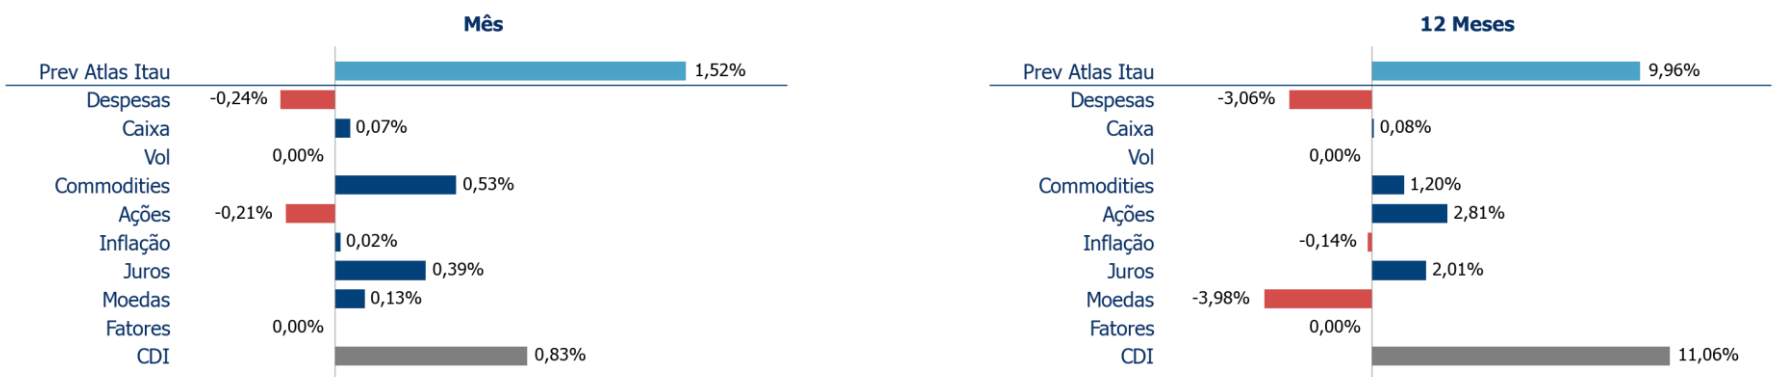 Mês
Prev Atlas Itau 1,52%
Despesas -0,24%
Caixa 0,07%
Vol 0,00%
Commodities 0,53%
Ações -0,21%
Inflação 0,02%
Juros 0,39%
Moedas 0,13%
Fatores 0,00%
CDI 0,83%
12 Meses
Prev Atlas Itau 9,96%
Despesas -3,06%
Caixa 0,08%
Vol 0,00%
Commodities 1,20%
Ações 2,81%
Inflação -0,14%
Juros 2,01%
Moedas -3,98%
Fatores 0,00%
CDI 11,06%